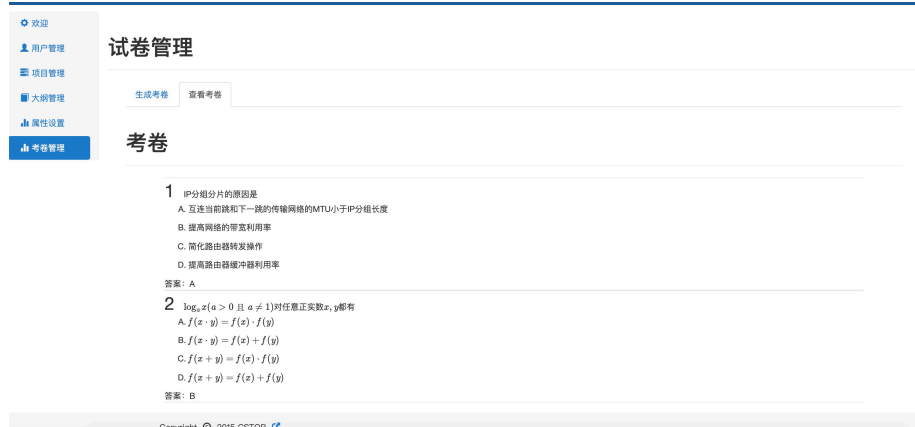 欢迎
用户管理
项目管理
大纲管理
属性设置
考卷管理
试卷管理
生成考卷 查看考卷
考卷
1 IP分组分片的原因是
A. 互连当前跳和下一跳的传输网络的MTU小于IP分组长度
B. 提高网络的带宽利用率
C. 简化路由器转发操作
D. 提高路由器缓冲器利用率
答案：A
2 logₐ x(a > 0 且 a ≠ 1)对任意正实数x, y都有
A. f(x · y) = f(x) · f(y)
B. f(x · y) = f(x) + f(y)
C. f(x + y) = f(x) · f(y)
D. f(x + y) = f(x) + f(y)
答案：B
Copyright © 2015 CSTOR